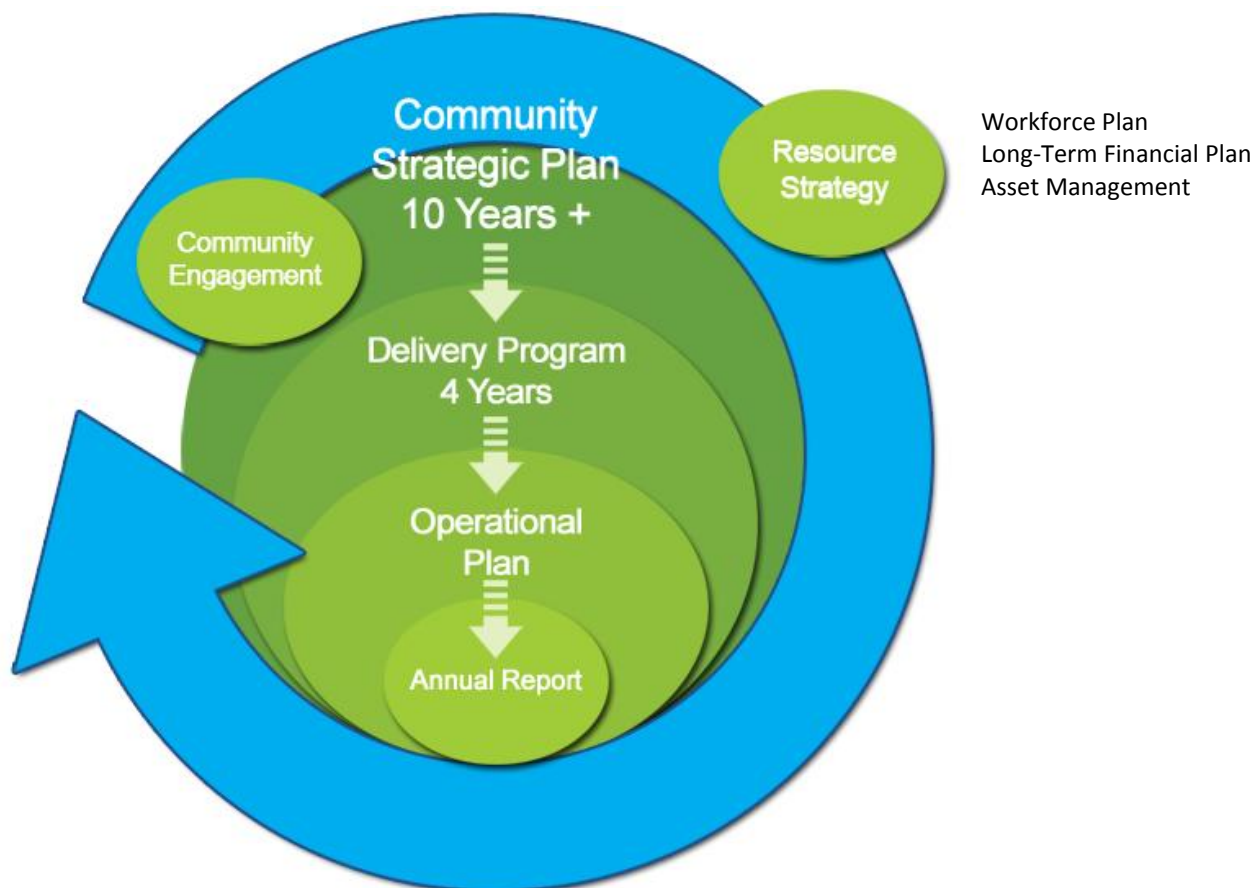 Community
Strategic Plan
10 Years +
Resource
Strategy
Workforce Plan
Long-Term Financial Plan
Asset Management
Community
Engagement
Delivery Program
4 Years
Operational
Plan
Annual Report